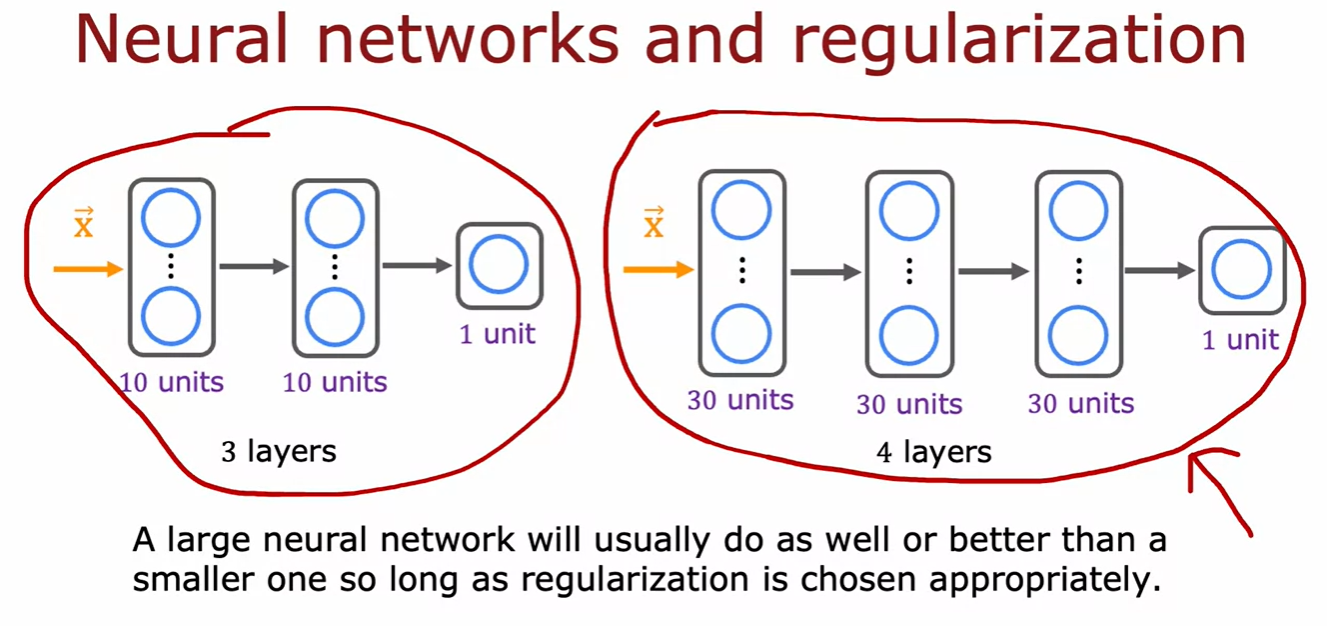 Neural networks and regularization
x⃗
10 units
10 units
1 unit
3 layers
x⃗
30 units
30 units
30 units
1 unit
4 layers
A large neural network will usually do as well or better than a
smaller one so long as regularization is chosen appropriately.